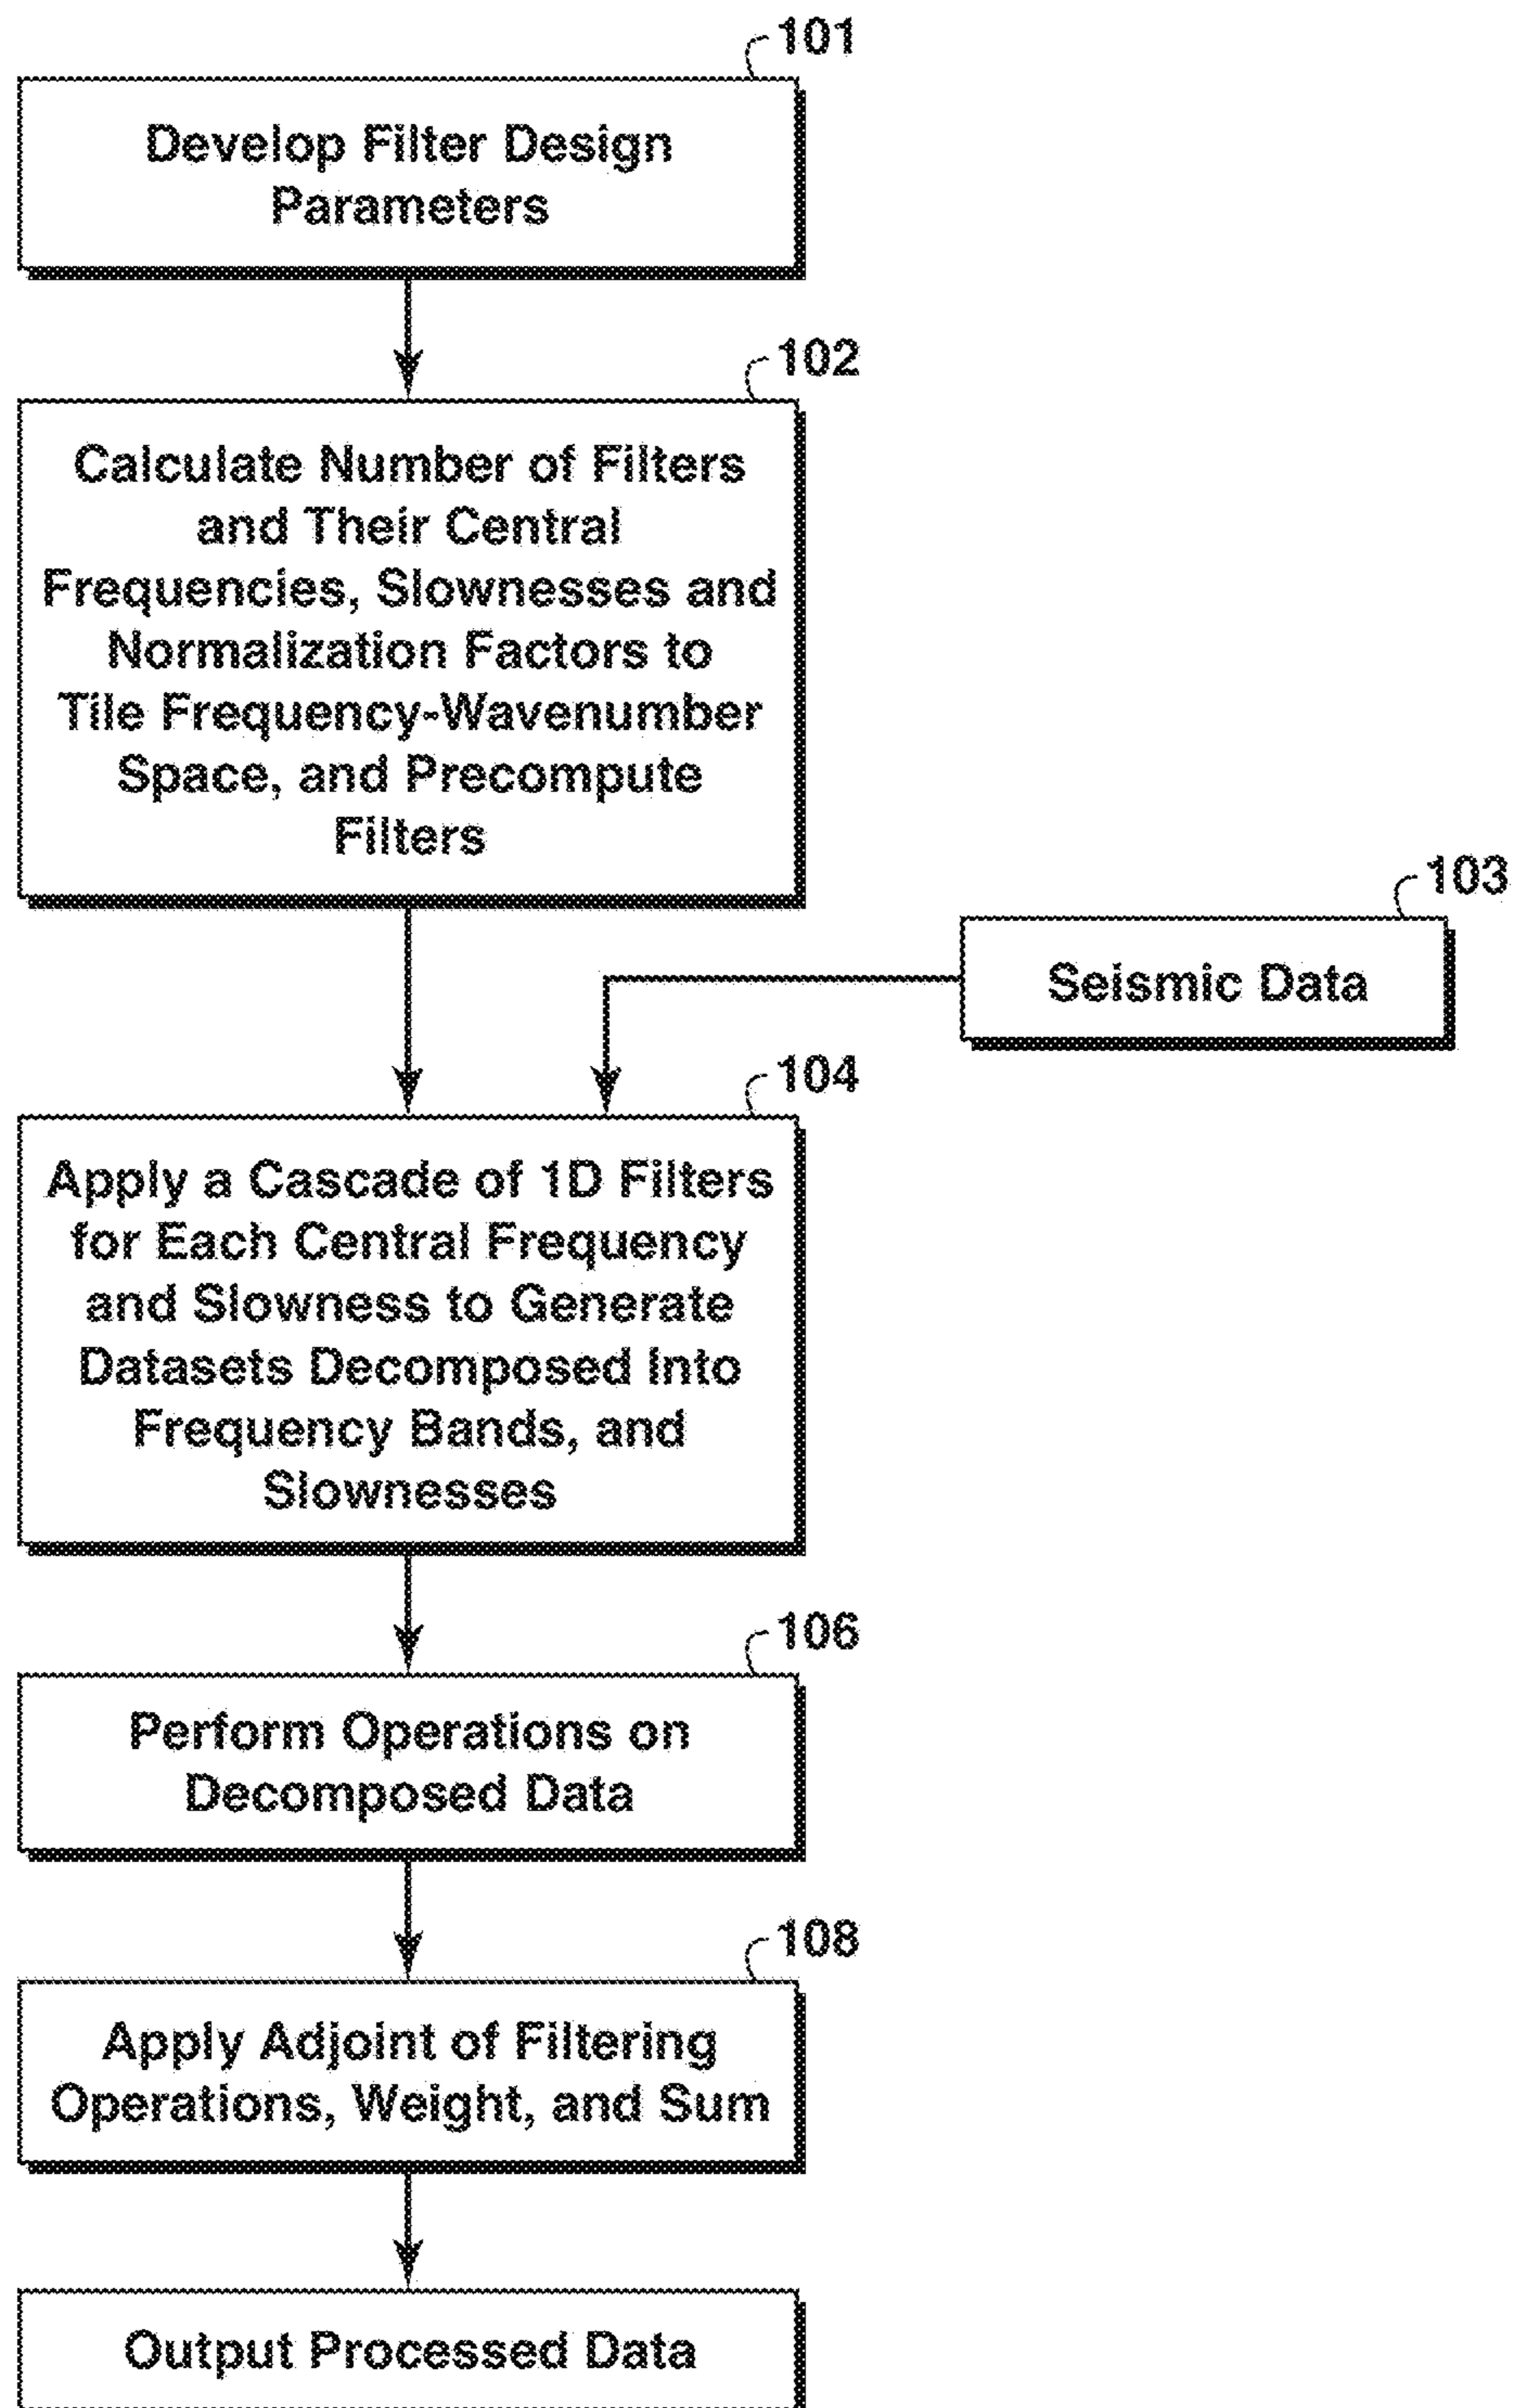 101
Develop Filter Design
Parameters
102
Calculate Number of Filters
and Their Central
Frequencies, Slownesses and
Normalization Factors to
Tile Frequency-Wavenumber
Space, and Precompute
Filters
103
Seismic Data
104
Apply a Cascade of 1D Filters
for Each Central Frequency
and Slowness to Generate
Datasets Decomposed Into
Frequency Bands, and
Slownesses
106
Perform Operations on
Decomposed Data
108
Apply Adjoint of Filtering
Operations, Weight, and Sum
Output Processed Data